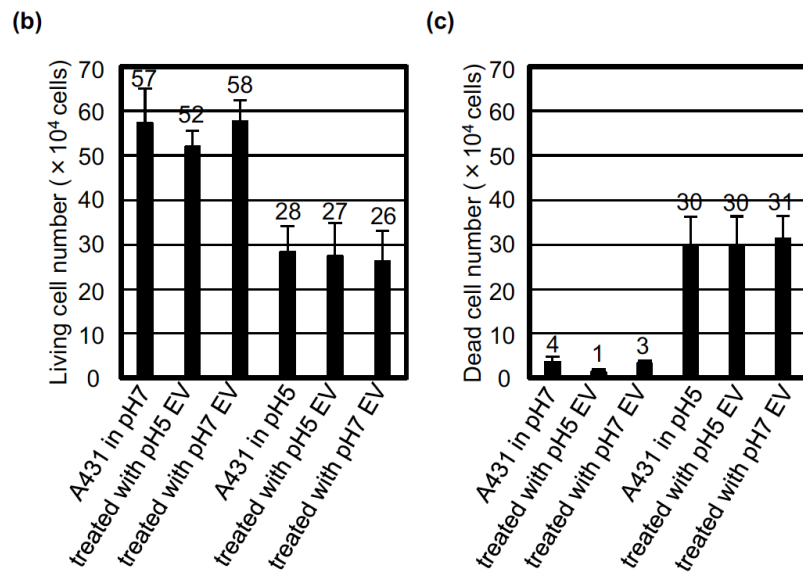 (b)
Living cell number ( × 10⁴ cells)
70
60
50
40
30
20
10
0
57
52
58
28
27
26
A431 in pH7
treated with pH5 EV
treated with pH7 EV
A431 in pH5
treated with pH5 EV
treated with pH7 EV
(c)
Dead cell number ( × 10⁴ cells)
70
60
50
40
30
20
10
0
4
1
3
30
30
31
A431 in pH7
treated with pH5 EV
treated with pH7 EV
A431 in pH5
treated with pH5 EV
treated with pH7 EV